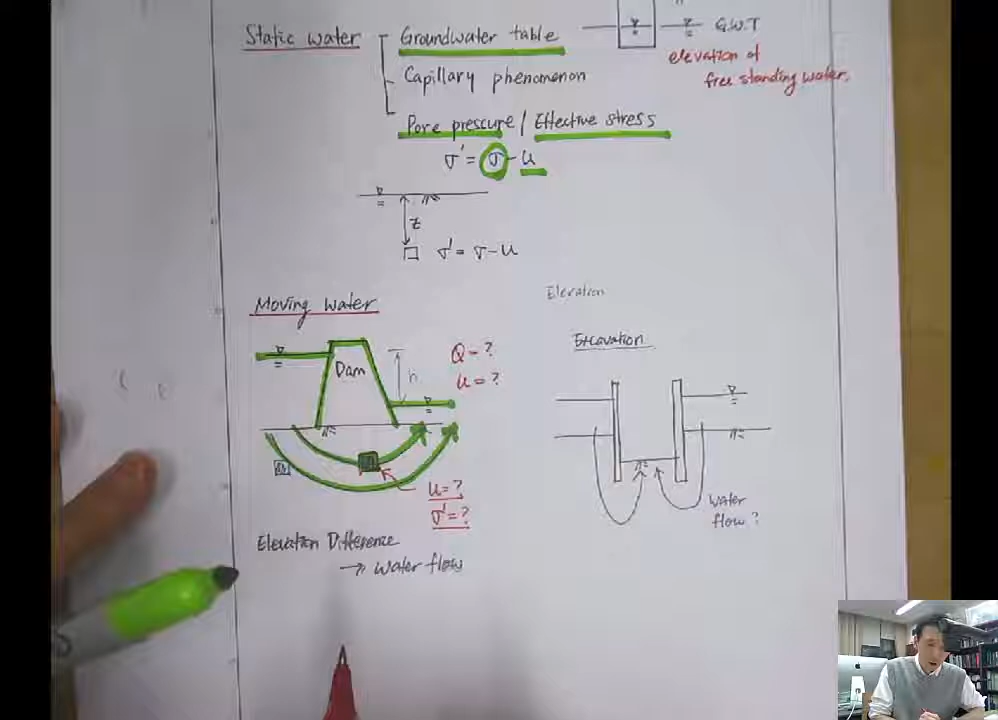 Static water
Groundwater table
Capillary phenomenon
Pore pressure / Effective stress
σ' = σ - u
G.W.T
elevation of
free standing water.
z
σ' = σ - u
Moving water
Dam
h
Q = ?
u = ?
u = ?
σ' = ?
Elevation Difference
→ water flow
Elevation
Excavation
water
flow ?